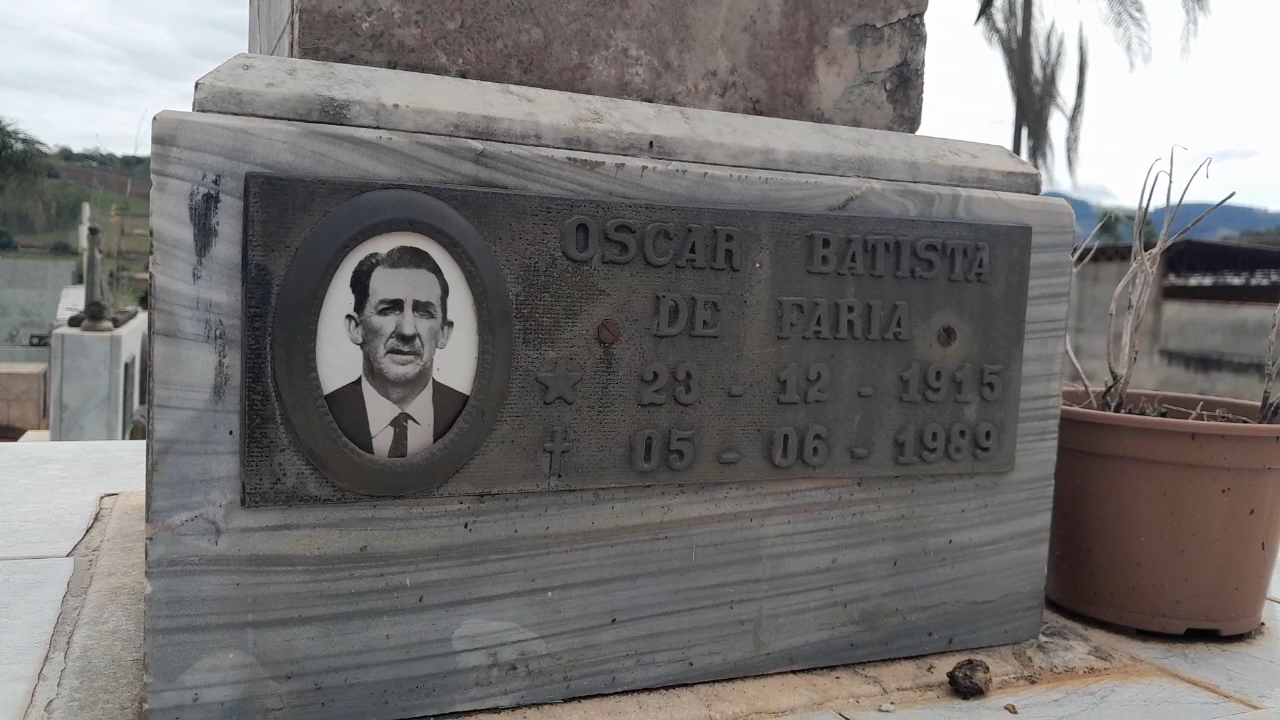 OSCAR BATISTA
DE FARIA
★ 23 - 12 - 1915
✝ 05 - 06 - 1989